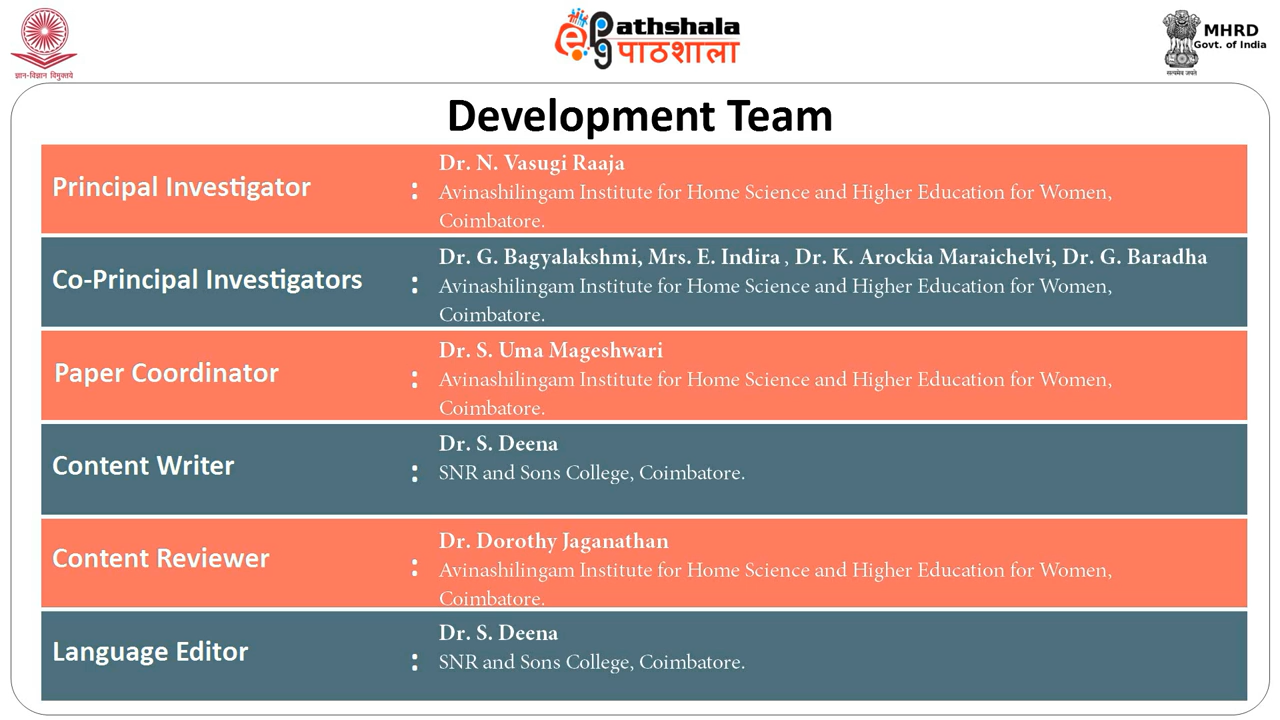 ज्ञान-विज्ञान विमुक्तये
ePG Pathshala
पाठशाला
MHRD
Govt. of India
सत्यमेव जयते
Development Team
Principal Investigator
:
Dr. N. Vasugi Raaja
Avinashilingam Institute for Home Science and Higher Education for Women,
Coimbatore.
Co-Principal Investigators
:
Dr. G. Bagyalakshmi, Mrs. E. Indira , Dr. K. Arockia Maraichelvi, Dr. G. Baradha
Avinashilingam Institute for Home Science and Higher Education for Women,
Coimbatore.
Paper Coordinator
:
Dr. S. Uma Mageshwari
Avinashilingam Institute for Home Science and Higher Education for Women,
Coimbatore.
Content Writer
:
Dr. S. Deena
SNR and Sons College, Coimbatore.
Content Reviewer
:
Dr. Dorothy Jaganathan
Avinashilingam Institute for Home Science and Higher Education for Women,
Coimbatore.
Language Editor
:
Dr. S. Deena
SNR and Sons College, Coimbatore.